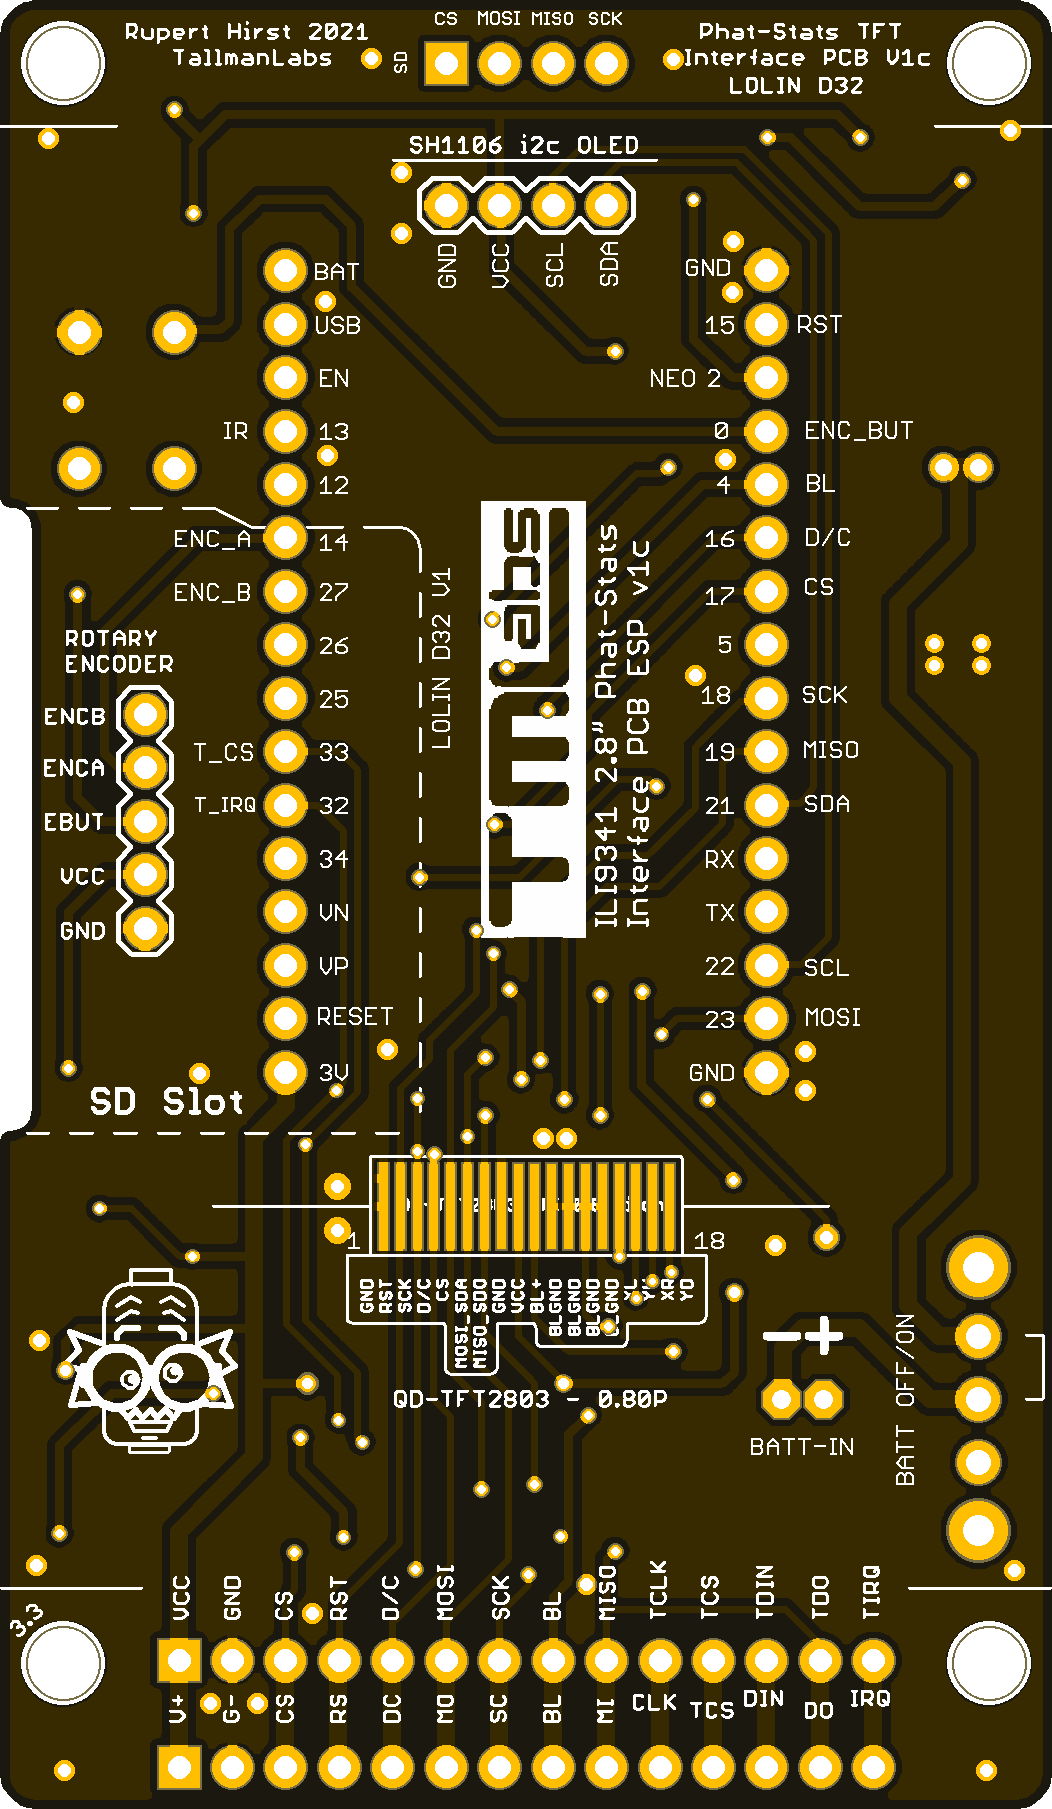 CS MOSI MISO SCK
SD
Rupert Hirst 2021
TallmanLabs
Phat-Stats TFT
Interface PCB V1c
LOLIN D32
SH1106 i2c OLED
GND VCC SCL SDA
BAT
USB
EN
IR 13
12
ENC_A 14
ENC_B 27
26
25
T_CS 33
T_IRQ 32
34
VN
VP
RESET
3V
GND
15 RST
NEO 2
0 ENC_BUT
4 BL
16 D/C
17 CS
5
18 SCK
19 MISO
21 SDA
RX
TX
22 SCL
23 MOSI
GND
LOLIN D32 V1
ILI9341 2.8" Phat-Stats
Interface PCB ESP v1c
ROTARY
ENCODER
ENCB
ENCA
EBUT
VCC
GND
SD Slot
1 18
GND
RST
SCK
D/C
CS
MOSI_SDA
MISO_SDO
GND
VCC
BL+
BLGND
BLGND
BLGND
BLGND
XL
XR
YD
QD-TFT2803 - 0.80P
- +
BATT-IN
BATT OFF/ON
3.3
VCC GND CS RST D/C MOSI SCK BL MISO TCLK TCS TDIN TDO TIRQ
V+ G- CS RS DC MO SC BL MI CLK TCS DIN DO IRQ